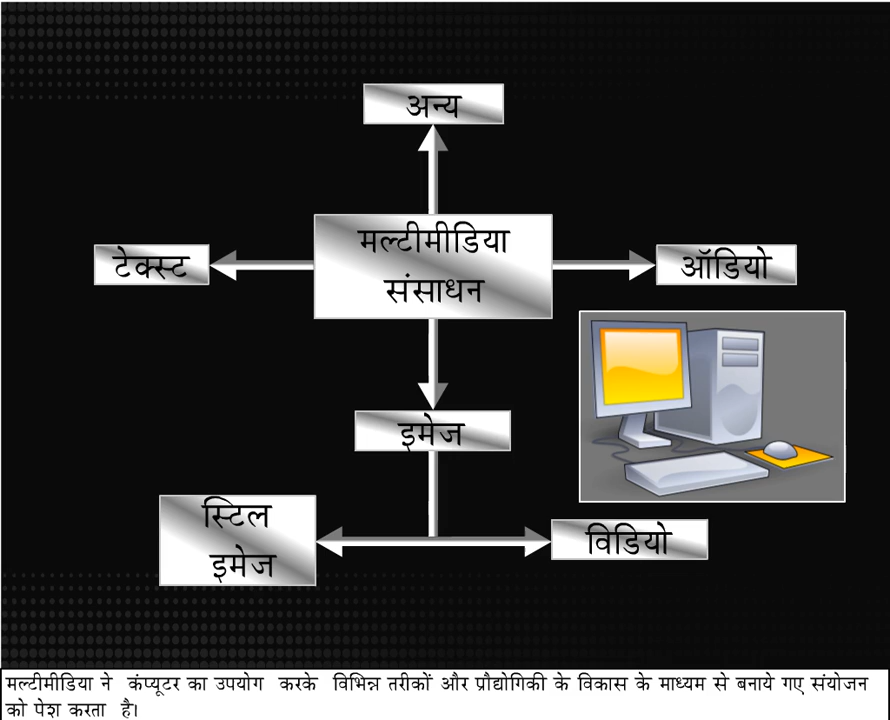 अन्य
मल्टीमीडिया
संसाधन
टेक्स्ट
ऑडियो
इमेज
स्टिल
इमेज
विडियो
मल्टीमीडिया ने कंप्यूटर का उपयोग करके विभिन्न तरीकों और प्रौद्योगिकी के विकास के माध्यम से बनाये गए संयोजन
को पेश करता है।